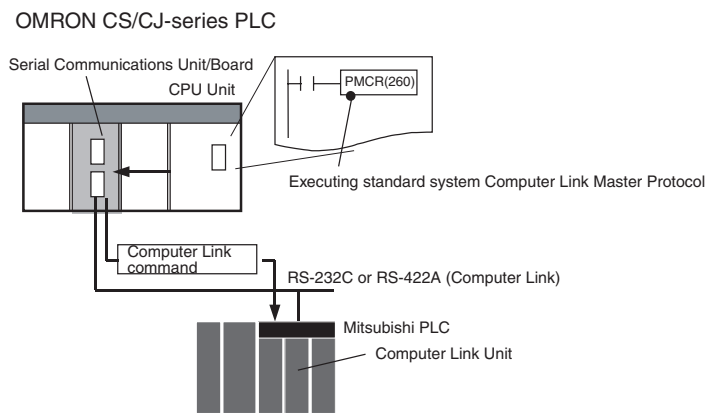 OMRON CS/CJ-series PLC
Serial Communications Unit/Board
CPU Unit
PMCR(260)
Executing standard system Computer Link Master Protocol
Computer Link
command
RS-232C or RS-422A (Computer Link)
Mitsubishi PLC
Computer Link Unit